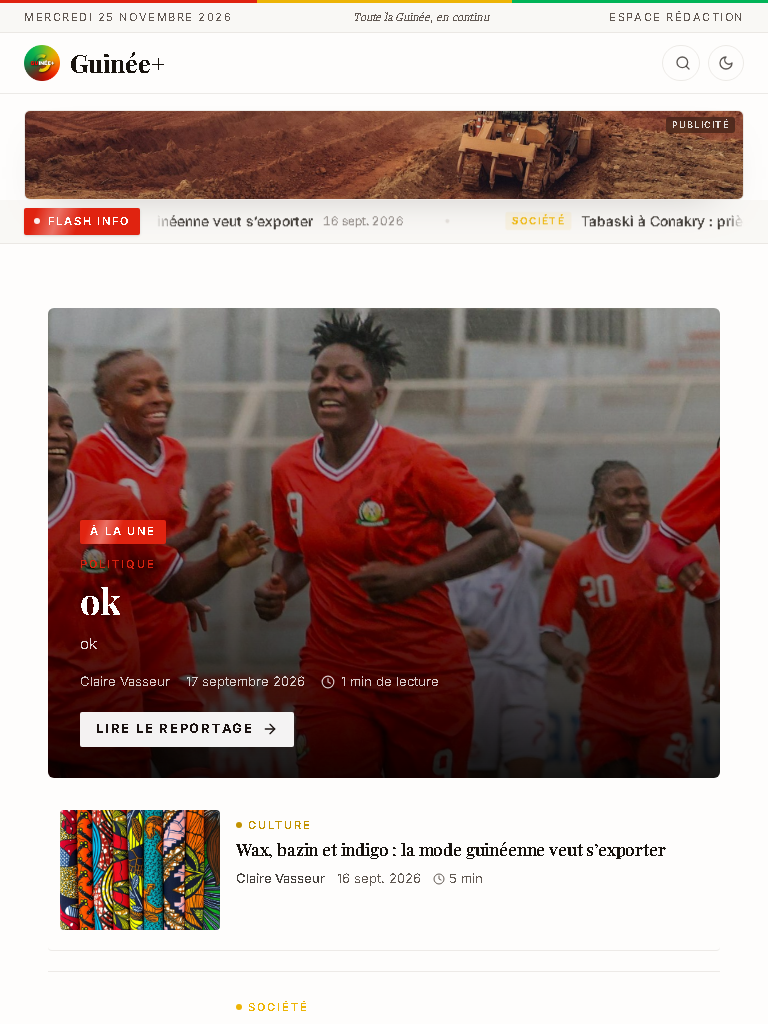 MERCREDI 25 NOVEMBRE 2026
Toute la Guinée, en continu
ESPACE RÉDACTION
Guinée+
PUBLICITÉ
FLASH INFO
inéenne veut s'exporter 16 sept. 2026
SOCIÉTÉ
Tabaski à Conakry : priè
9
20
À LA UNE
POLITIQUE
ok
ok
Claire Vasseur 17 septembre 2026 1 min de lecture
LIRE LE REPORTAGE →
CULTURE
Wax, bazin et indigo : la mode guinéenne veut s'exporter
Claire Vasseur 16 sept. 2026 5 min
SOCIÉTÉ